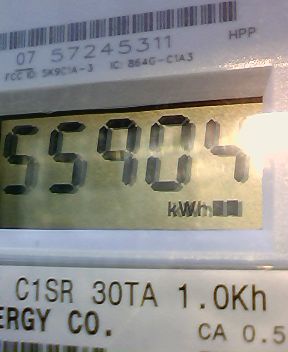 HPP
07 57245311
FCC ID: SK9C1A-3 IC: 864G-C1A3
55904
kWh
C1SR 30TA 1.0Kh
ERGY CO. CA 0.5